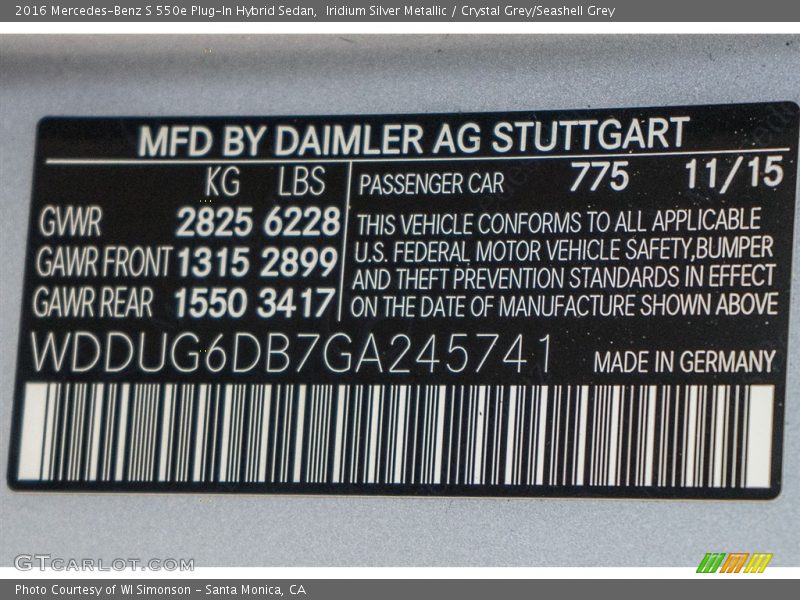 2016 Mercedes-Benz S 550e Plug-In Hybrid Sedan, Iridium Silver Metallic / Crystal Grey/Seashell Grey
MFD BY DAIMLER AG STUTTGART
KG LBS
GVWR 2825 6228
GAWR FRONT 1315 2899
GAWR REAR 1550 3417
PASSENGER CAR 775 11/15
THIS VEHICLE CONFORMS TO ALL APPLICABLE
U.S. FEDERAL MOTOR VEHICLE SAFETY,BUMPER
AND THEFT PREVENTION STANDARDS IN EFFECT
ON THE DATE OF MANUFACTURE SHOWN ABOVE
WDDUG6DB7GA245741
MADE IN GERMANY
GTCARLOT.COM
Photo Courtesy of WI Simonson - Santa Monica, CA